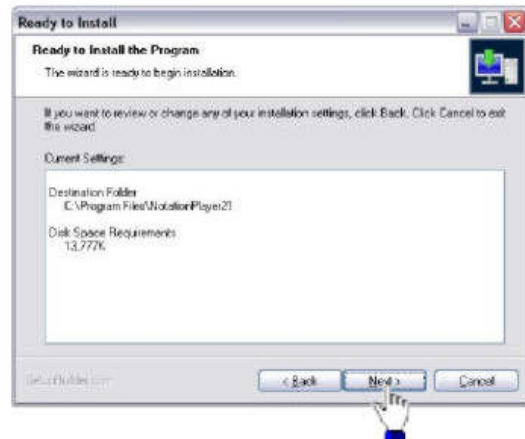 Ready to Install
Ready to Install the Program
The wizard is ready to begin installation.
If you want to review or change any of your installation settings, click Back. Click Cancel to exit
the wizard
Current Settings:
Destination Folder
C:\Program Files\NotationPlayer21
Disk Space Requirements
13,777K
SetupBuilder.com
< Back
Next >
Cancel